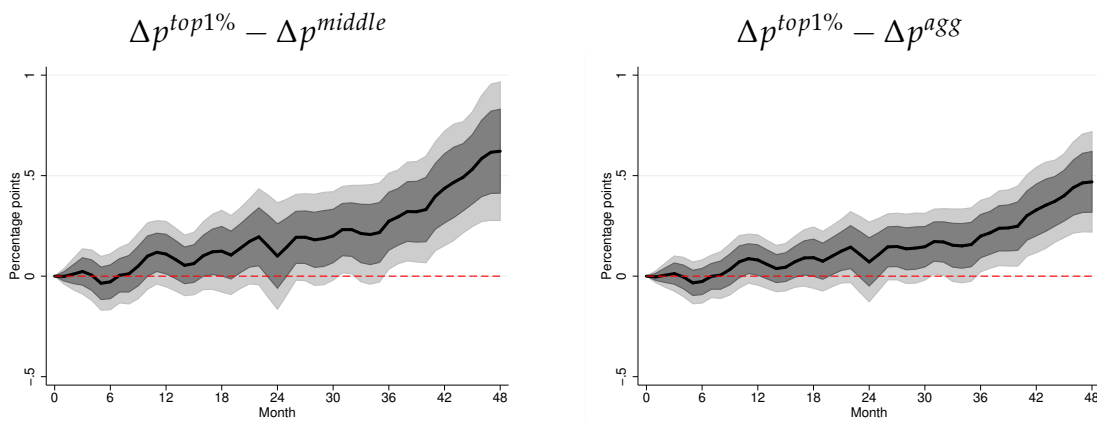 Δp^{top1%} − Δp^{middle}
Percentage points
1
.5
0
-.5
0 6 12 18 24 30 36 42 48
Month
Δp^{top1%} − Δp^{agg}
Percentage points
1
.5
0
-.5
0 6 12 18 24 30 36 42 48
Month